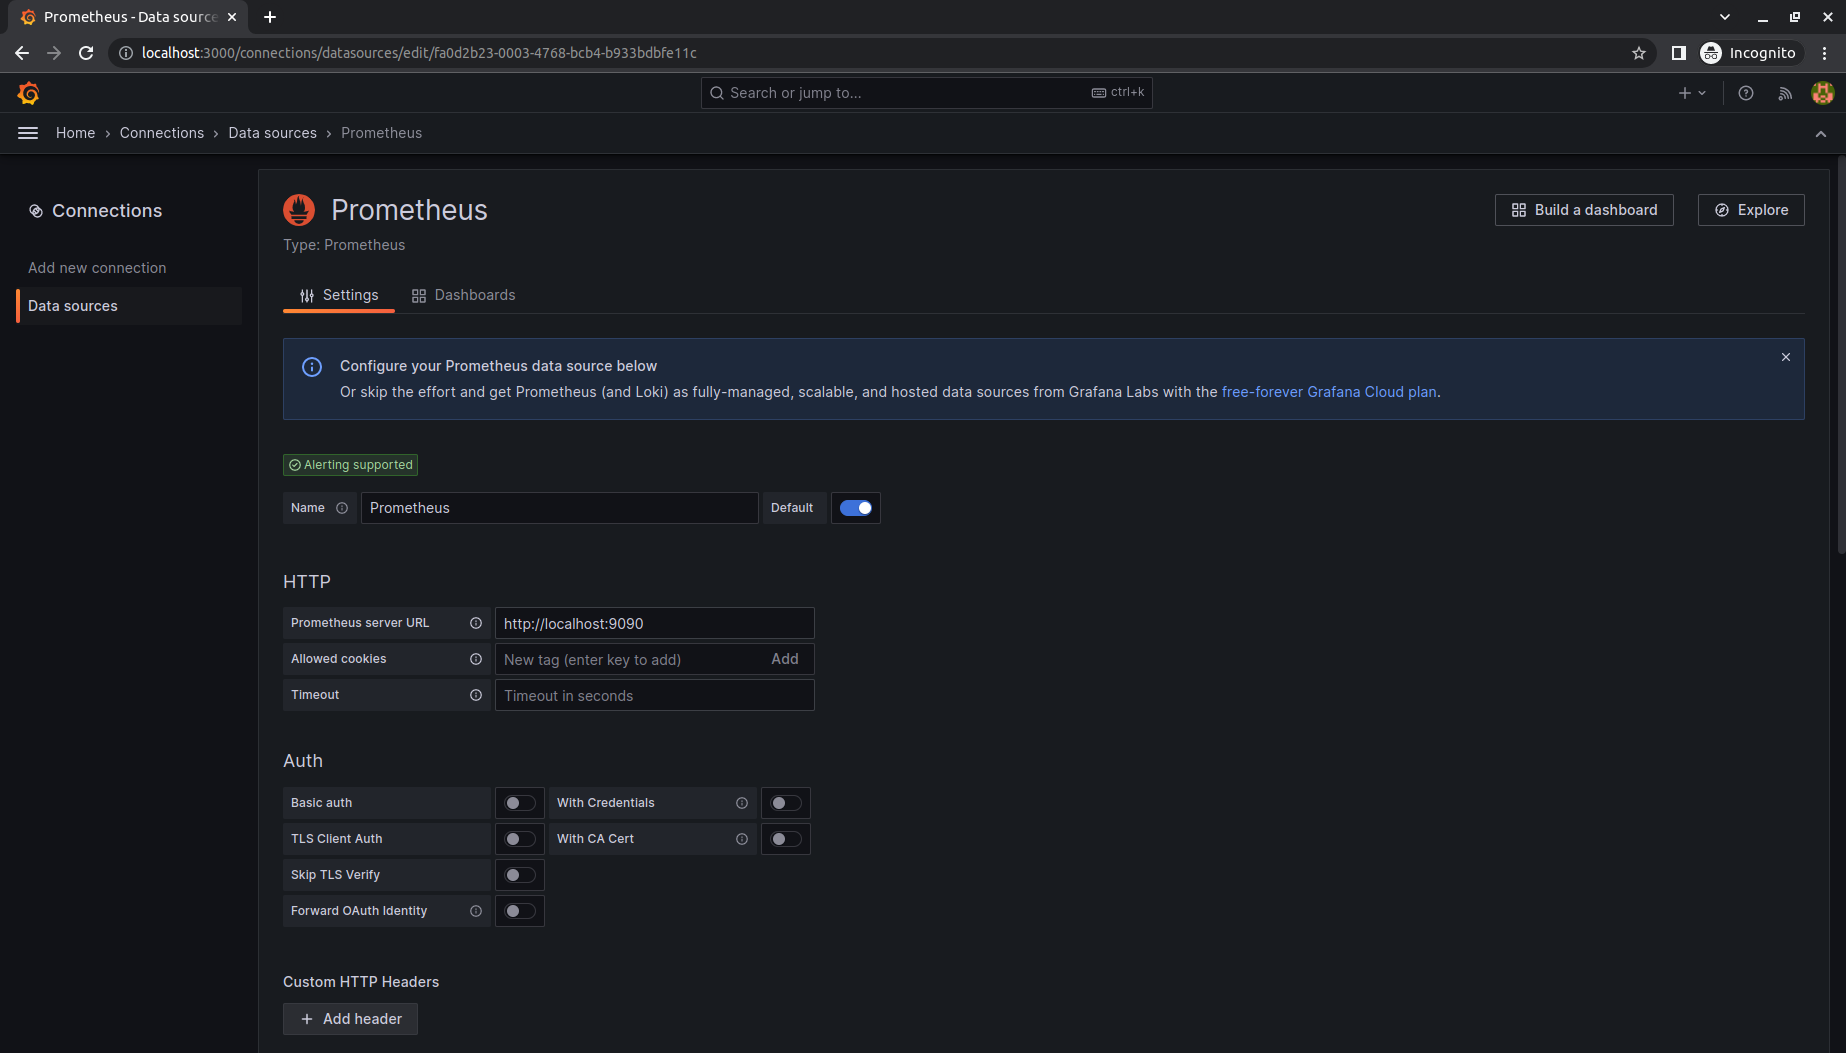 Prometheus - Data source
localhost:3000/connections/datasources/edit/fa0d2b23-0003-4768-bcb4-b933bdbfe11c
Incognito
Search or jump to...
ctrl+k
Home › Connections › Data sources › Prometheus
Connections
Add new connection
Data sources
Prometheus
Type: Prometheus
Build a dashboard
Explore
Settings
Dashboards
Configure your Prometheus data source below
Or skip the effort and get Prometheus (and Loki) as fully-managed, scalable, and hosted data sources from Grafana Labs with the free-forever Grafana Cloud plan.
Alerting supported
Name Prometheus Default
HTTP
Prometheus server URL http://localhost:9090
Allowed cookies New tag (enter key to add) Add
Timeout Timeout in seconds
Auth
Basic auth With Credentials
TLS Client Auth With CA Cert
Skip TLS Verify
Forward OAuth Identity
Custom HTTP Headers
+ Add header